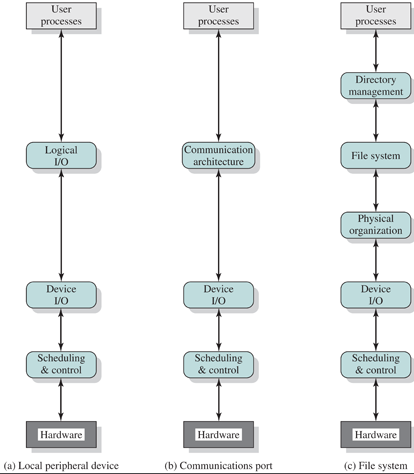 User
processes
Logical
I/O
Device
I/O
Scheduling
& control
Hardware
(a) Local peripheral device
User
processes
Communication
architecture
Device
I/O
Scheduling
& control
Hardware
(b) Communications port
User
processes
Directory
management
File system
Physical
organization
Device
I/O
Scheduling
& control
Hardware
(c) File system